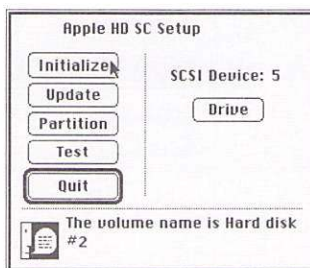 Apple HD SC Setup
Initialize
Update
Partition
Test
Quit
SCSI Device: 5
Drive
The volume name is Hard disk
#2